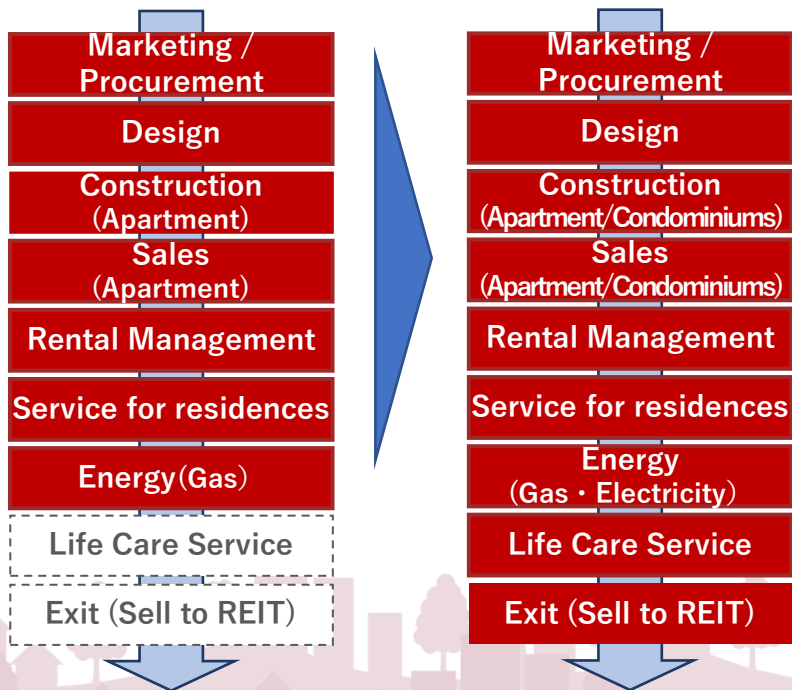 Marketing /
Procurement
Design
Construction
(Apartment)
Sales
(Apartment)
Rental Management
Service for residences
Energy(Gas)
Life Care Service
Exit (Sell to REIT)
Marketing /
Procurement
Design
Construction
(Apartment/Condominiums)
Sales
(Apartment/Condominiums)
Rental Management
Service for residences
Energy
(Gas・Electricity)
Life Care Service
Exit (Sell to REIT)